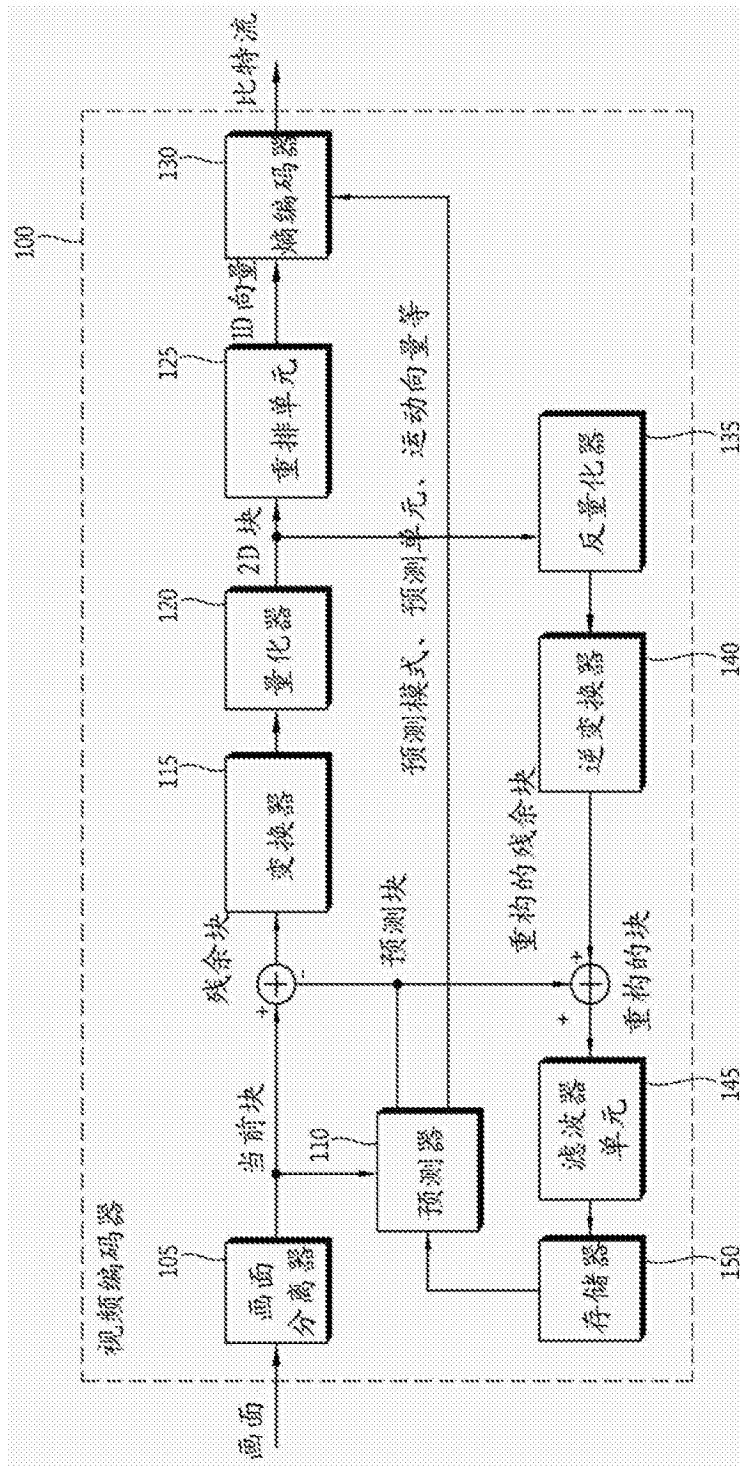 100
视频编码器
画面
105
画面
分离器
当前块
+
-
残余块
115
变换器
120
量化器
2D 块
125
重排单元
1D 向量
130
熵编码器
比特流
110
预测器
预测块
预测模式、预测单元、运动向量等
135
反量化器
140
逆变换器
重构的残余块
+
+
重构的块
145
滤波器
单元
150
存储器